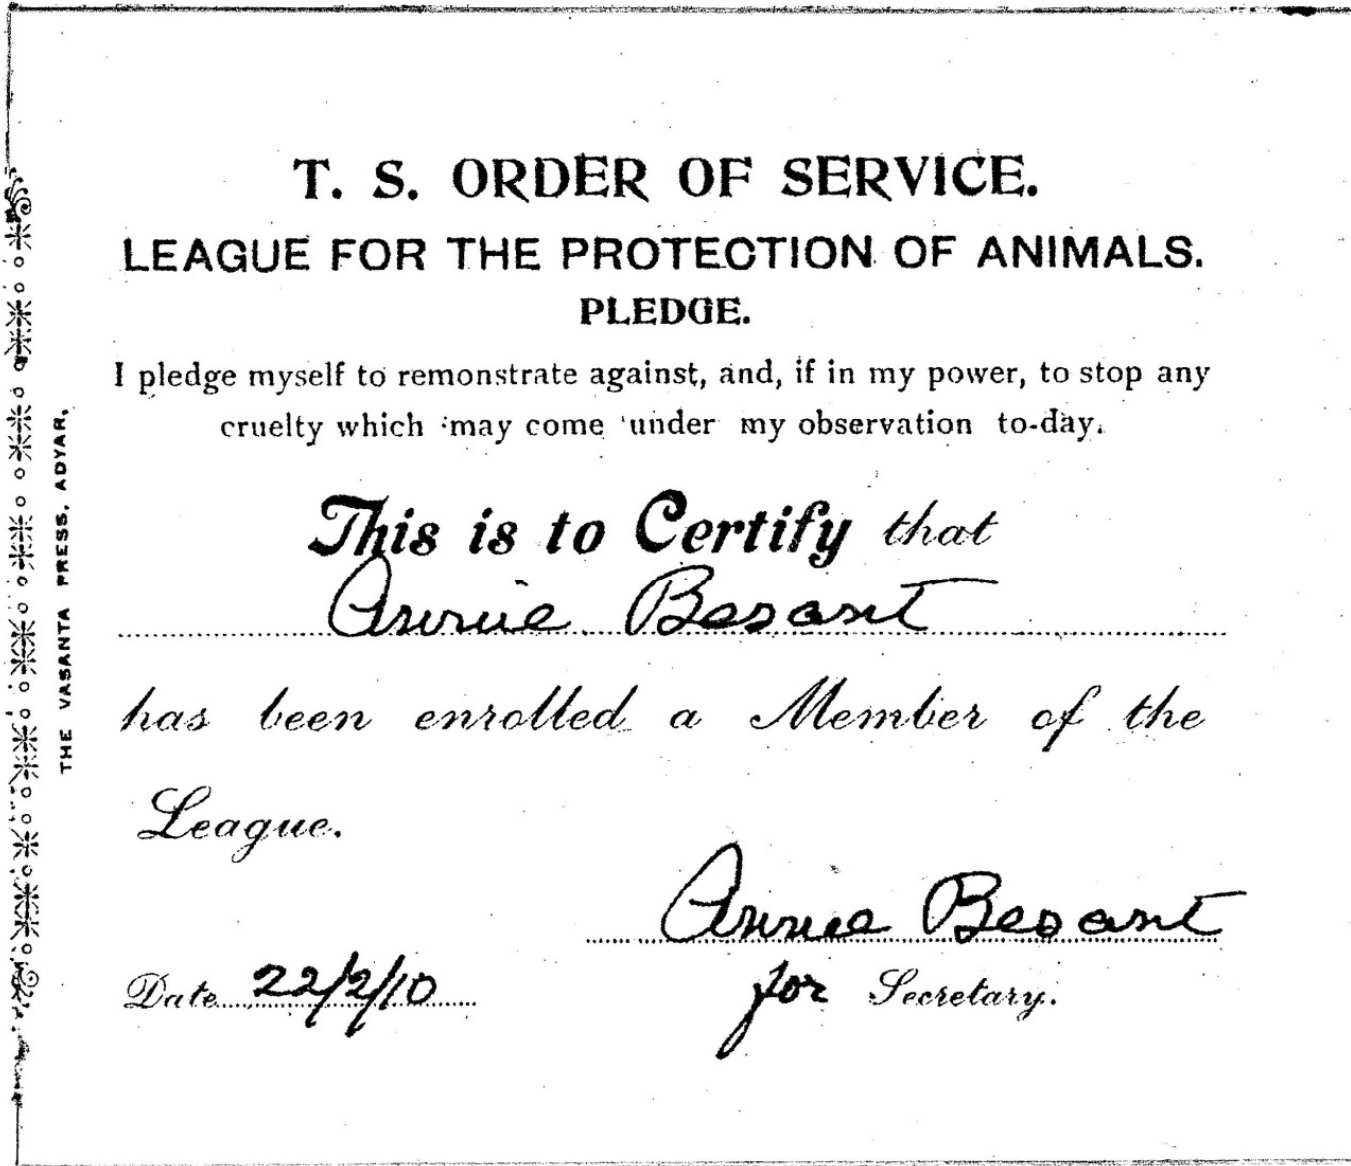 T. S. ORDER OF SERVICE.
LEAGUE FOR THE PROTECTION OF ANIMALS.
PLEDGE.
I pledge myself to remonstrate against, and, if in my power, to stop any
cruelty which may come under my observation to-day.
This is to Certify that
Annie Besant
has been enrolled a Member of the
League.
Annie Besant
Date 22/2/10
for Secretary.
THE VASANTA PRESS, ADYAR.